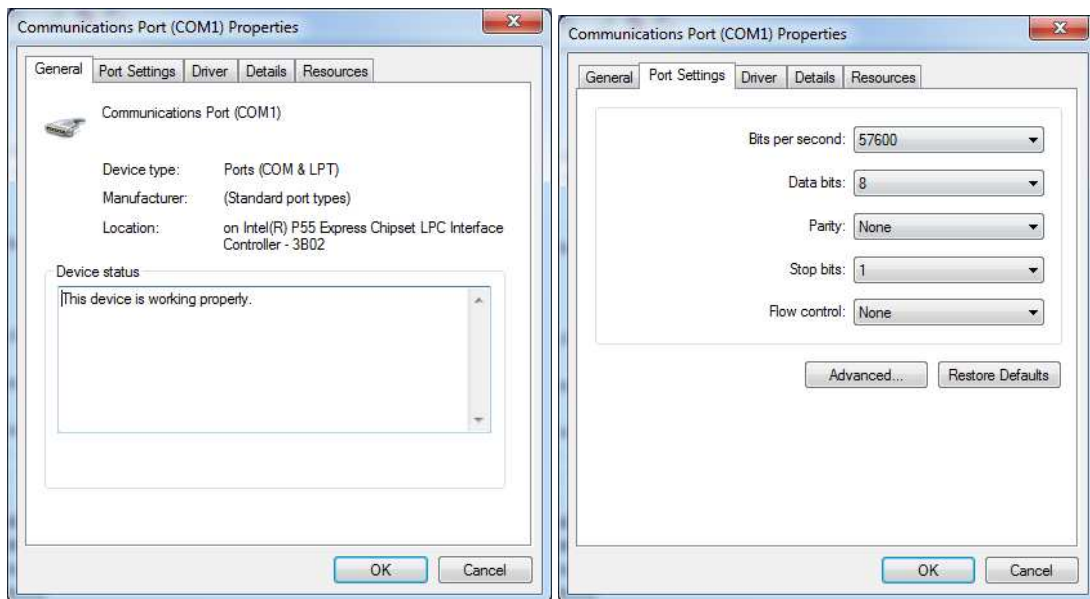 Communications Port (COM1) Properties
General Port Settings Driver Details Resources
Communications Port (COM1)
Device type: Ports (COM & LPT)
Manufacturer: (Standard port types)
Location: on Intel(R) P55 Express Chipset LPC Interface
Controller - 3B02
Device status
This device is working properly.
OK Cancel
Communications Port (COM1) Properties
General Port Settings Driver Details Resources
Bits per second: 57600
Data bits: 8
Parity: None
Stop bits: 1
Flow control: None
Advanced... Restore Defaults
OK Cancel